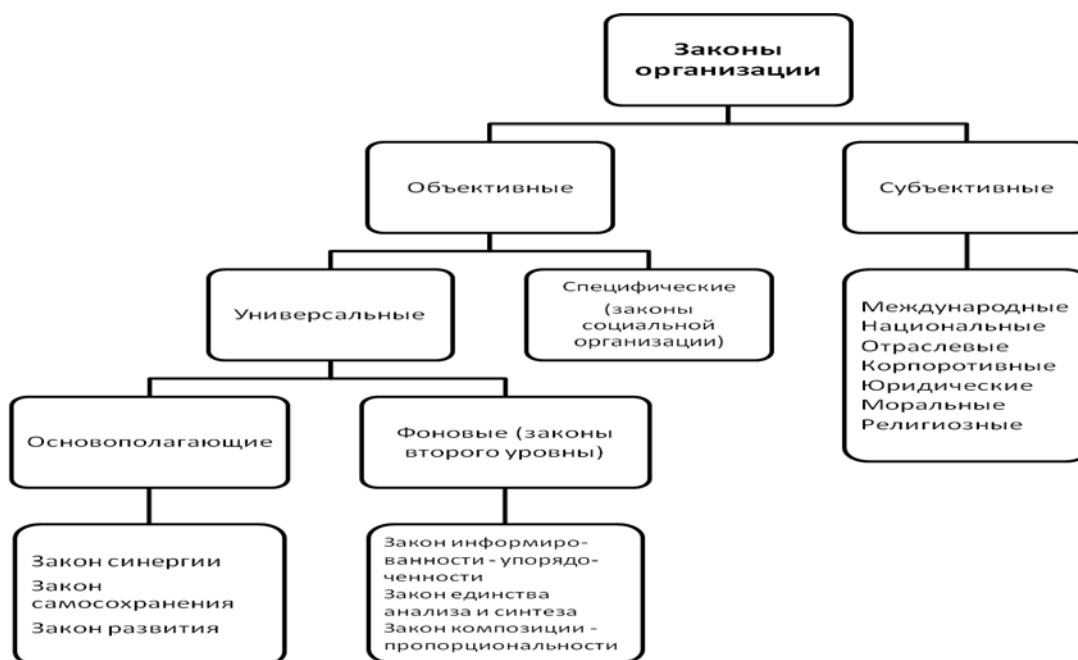 Законы
организации
Объективные
Субъективные
Универсальные
Специфические
(законы
социальной
организации)
Международные
Национальные
Отраслевые
Корпоротивные
Юридические
Моральные
Религиозные
Основополагающие
Фоновые (законы
второго уровны)
Закон синергии
Закон
самосохранения
Закон развития
Закон информиро-
ванности - упорядо-
ченности
Закон единства
анализа и синтеза
Закон композиции -
пропорциональности